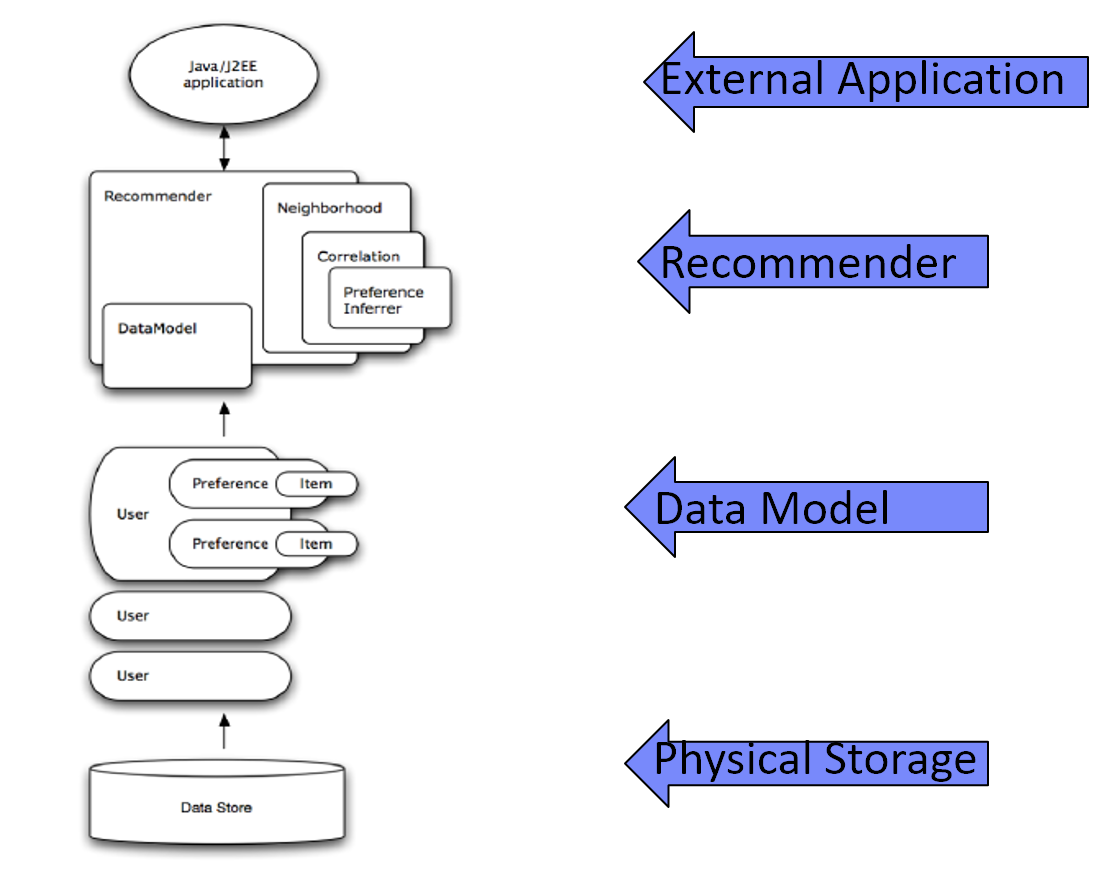 Java/J2EE
application
External Application
Recommender
Neighborhood
Correlation
Preference
Inferrer
DataModel
Recommender
Preference
Item
User
Preference
Item
Data Model
User
User
Data Store
Physical Storage